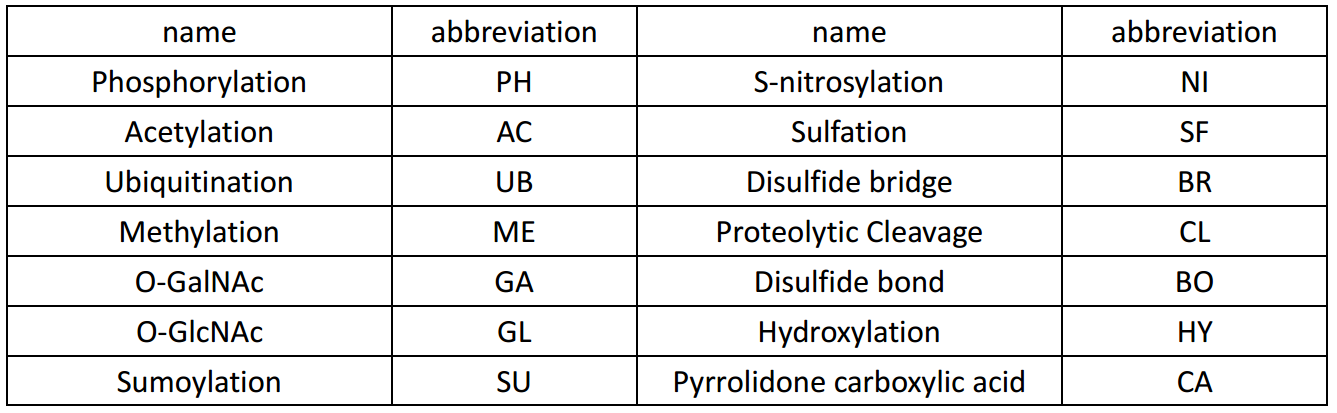 name abbreviation name abbreviation
Phosphorylation PH S-nitrosylation NI
Acetylation AC Sulfation SF
Ubiquitination UB Disulfide bridge BR
Methylation ME Proteolytic Cleavage CL
O-GalNAc GA Disulfide bond BO
O-GlcNAc GL Hydroxylation HY
Sumoylation SU Pyrrolidone carboxylic acid CA